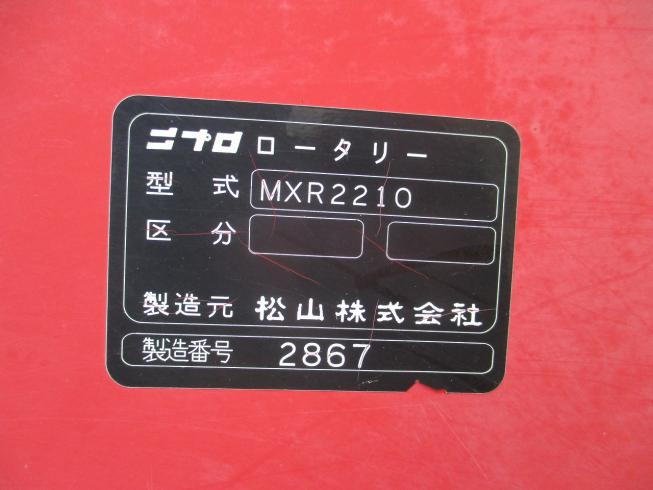 ニプロ ロータリー
型式 MXR2210
区分
製造元 松山株式会社
製造番号 2867